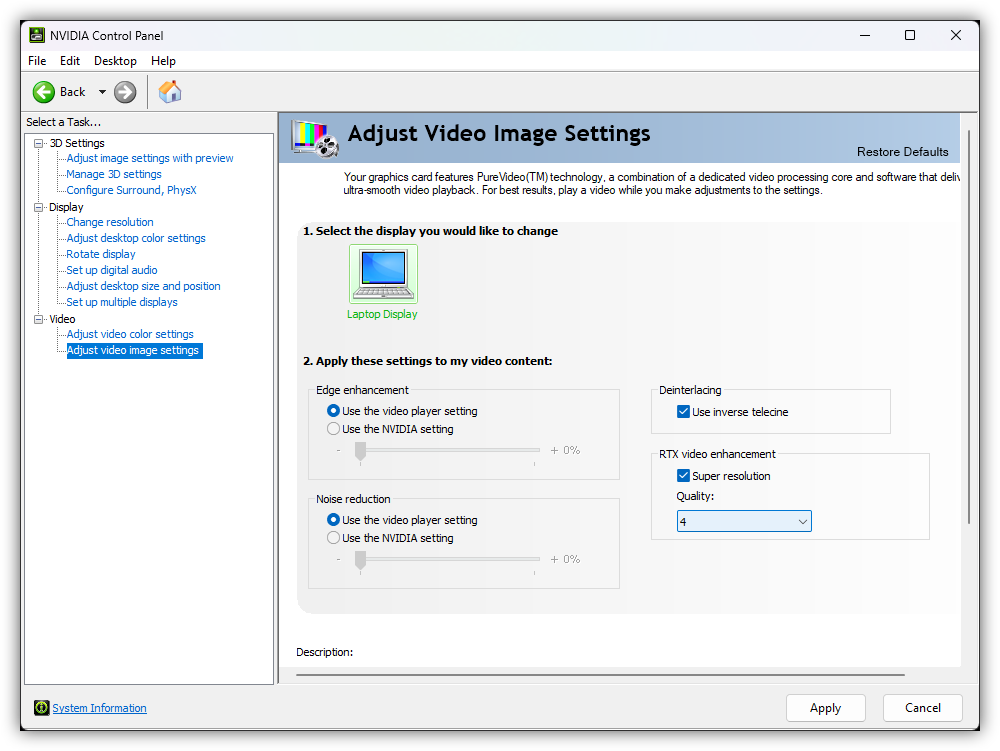 NVIDIA Control Panel
File Edit Desktop Help
Back
Select a Task...
3D Settings
Adjust image settings with preview
Manage 3D settings
Configure Surround, PhysX
Display
Change resolution
Adjust desktop color settings
Rotate display
Set up digital audio
Adjust desktop size and position
Set up multiple displays
Video
Adjust video color settings
Adjust video image settings
Adjust Video Image Settings
Restore Defaults
Your graphics card features PureVideo(TM) technology, a combination of a dedicated video processing core and software that deliv
ultra-smooth video playback. For best results, play a video while you make adjustments to the settings.
1. Select the display you would like to change
Laptop Display
2. Apply these settings to my video content:
Edge enhancement
Use the video player setting
Use the NVIDIA setting
- + 0%
Noise reduction
Use the video player setting
Use the NVIDIA setting
- + 0%
Deinterlacing
Use inverse telecine
RTX video enhancement
Super resolution
Quality:
4
Description:
System Information
Apply
Cancel